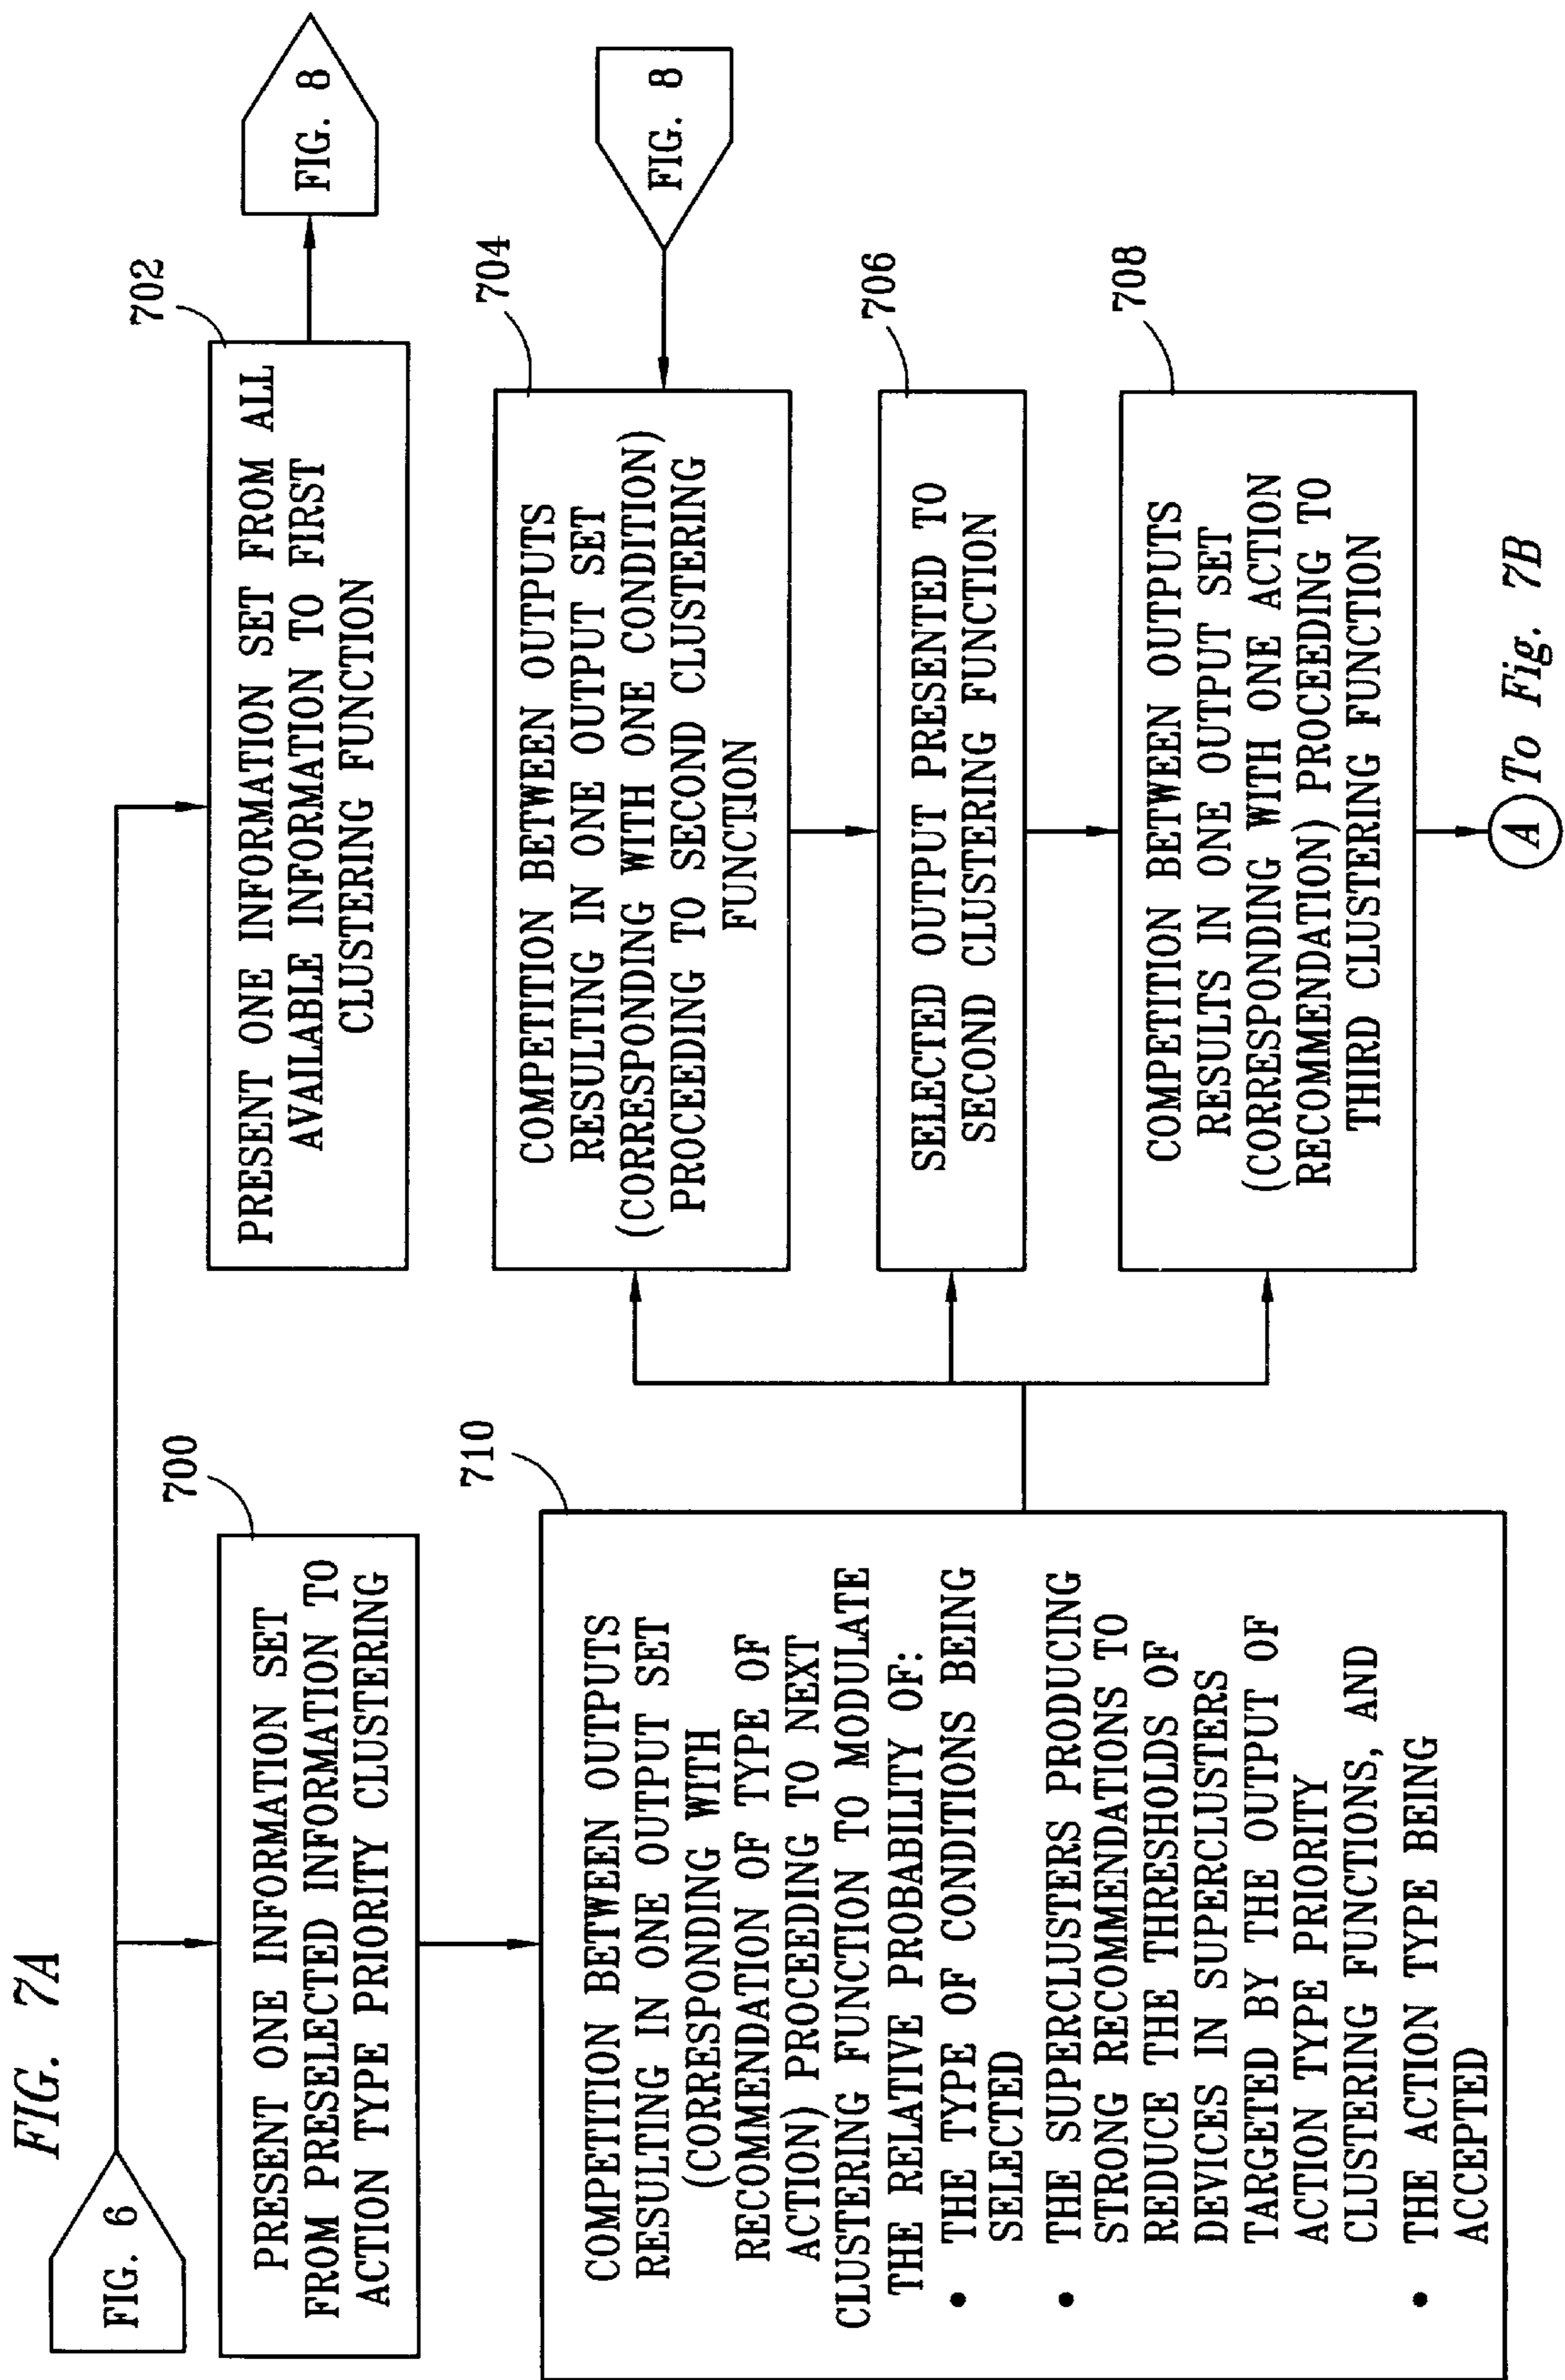 FIG. 7A
FIG. 6
700
PRESENT ONE INFORMATION SET
FROM PRESELECTED INFORMATION TO
ACTION TYPE PRIORITY CLUSTERING
710
COMPETITION BETWEEN OUTPUTS
RESULTING IN ONE OUTPUT SET
(CORRESPONDING WITH
RECOMMENDATION OF TYPE OF
ACTION) PROCEEDING TO NEXT
CLUSTERING FUNCTION TO MODULATE
THE RELATIVE PROBABILITY OF:
• THE TYPE OF CONDITIONS BEING
SELECTED
• THE SUPERCLUSTERS PRODUCING
STRONG RECOMMENDATIONS TO
REDUCE THE THRESHOLDS OF
DEVICES IN SUPERCLUSTERS
TARGETED BY THE OUTPUT OF
ACTION TYPE PRIORITY
CLUSTERING FUNCTIONS, AND
• THE ACTION TYPE BEING
ACCEPTED
702
PRESENT ONE INFORMATION SET FROM ALL
AVAILABLE INFORMATION TO FIRST
CLUSTERING FUNCTION
FIG. 8
704
COMPETITION BETWEEN OUTPUTS
RESULTING IN ONE OUTPUT SET
(CORRESPONDING WITH ONE CONDITION)
PROCEEDING TO SECOND CLUSTERING
FUNCTION
FIG. 8
706
SELECTED OUTPUT PRESENTED TO
SECOND CLUSTERING FUNCTION
708
COMPETITION BETWEEN OUTPUTS
RESULTS IN ONE OUTPUT SET
(CORRESPONDING WITH ONE ACTION
RECOMMENDATION) PROCEEDING TO
THIRD CLUSTERING FUNCTION
A To Fig. 7B